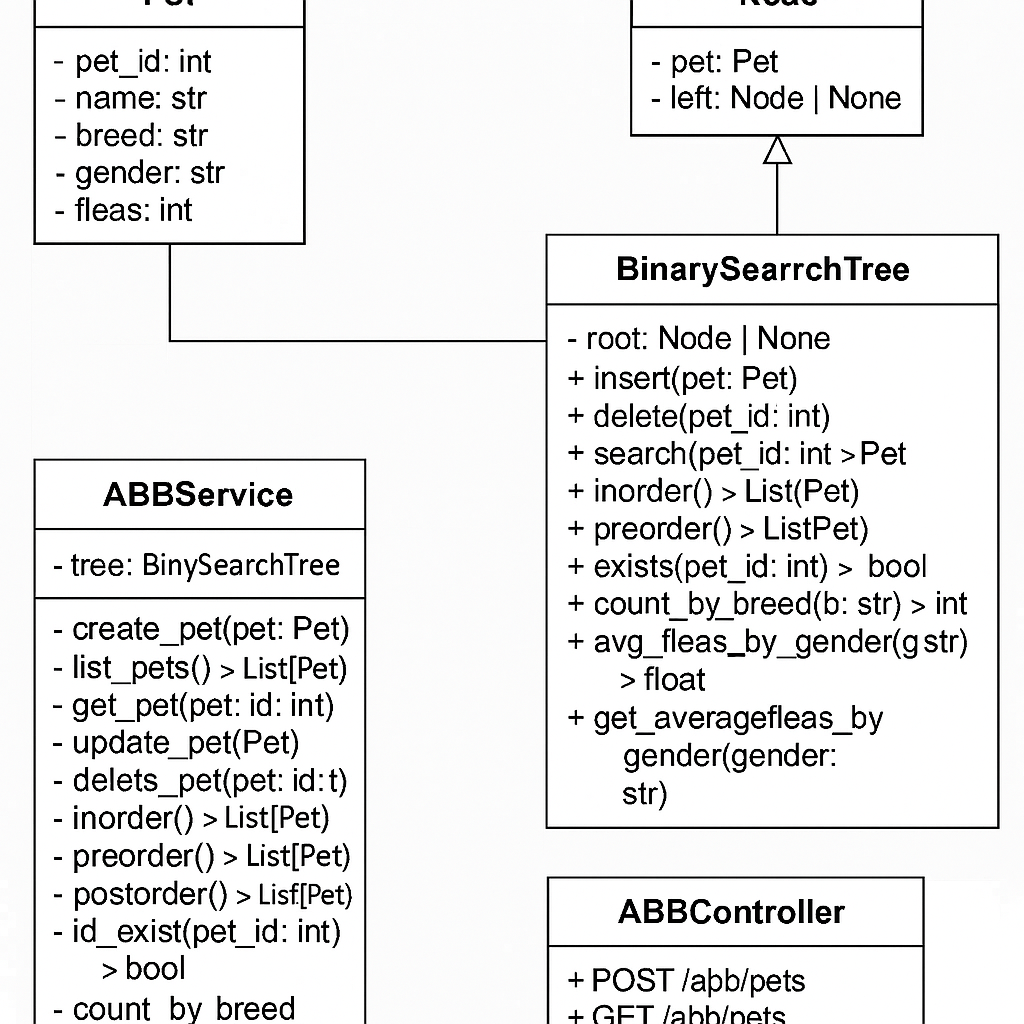 - pet_id: int
- name: str
- breed: str
- gender: str
- fleas: int
- pet: Pet
- left: Node | None
BinarySearrchTree
- root: Node | None
+ insert(pet: Pet)
+ delete(pet_id: int)
+ search(pet_id: int >Pet
+ inorder() > List(Pet)
+ preorder() > ListPet)
+ exists(pet_id: int) > bool
+ count_by_breed(b: str) > int
+ avg_fleas_by_gender(g str)
> float
+ get_averagefleas_by
gender(gender:
str)
ABBService
- tree: BinySearchTree
- create_pet(pet: Pet)
- list_pets() > List[Pet)
- get_pet(pet: id: int)
- update_pet(Pet)
- delets_pet(pet: id:t)
- inorder() > List[Pet)
- preorder() > List[Pet)
- postorder() > Lisf[Pet)
- id_exist(pet_id: int)
> bool
- count_by_breed
ABBController
+ POST /abb/pets
+ GET /abb/pets